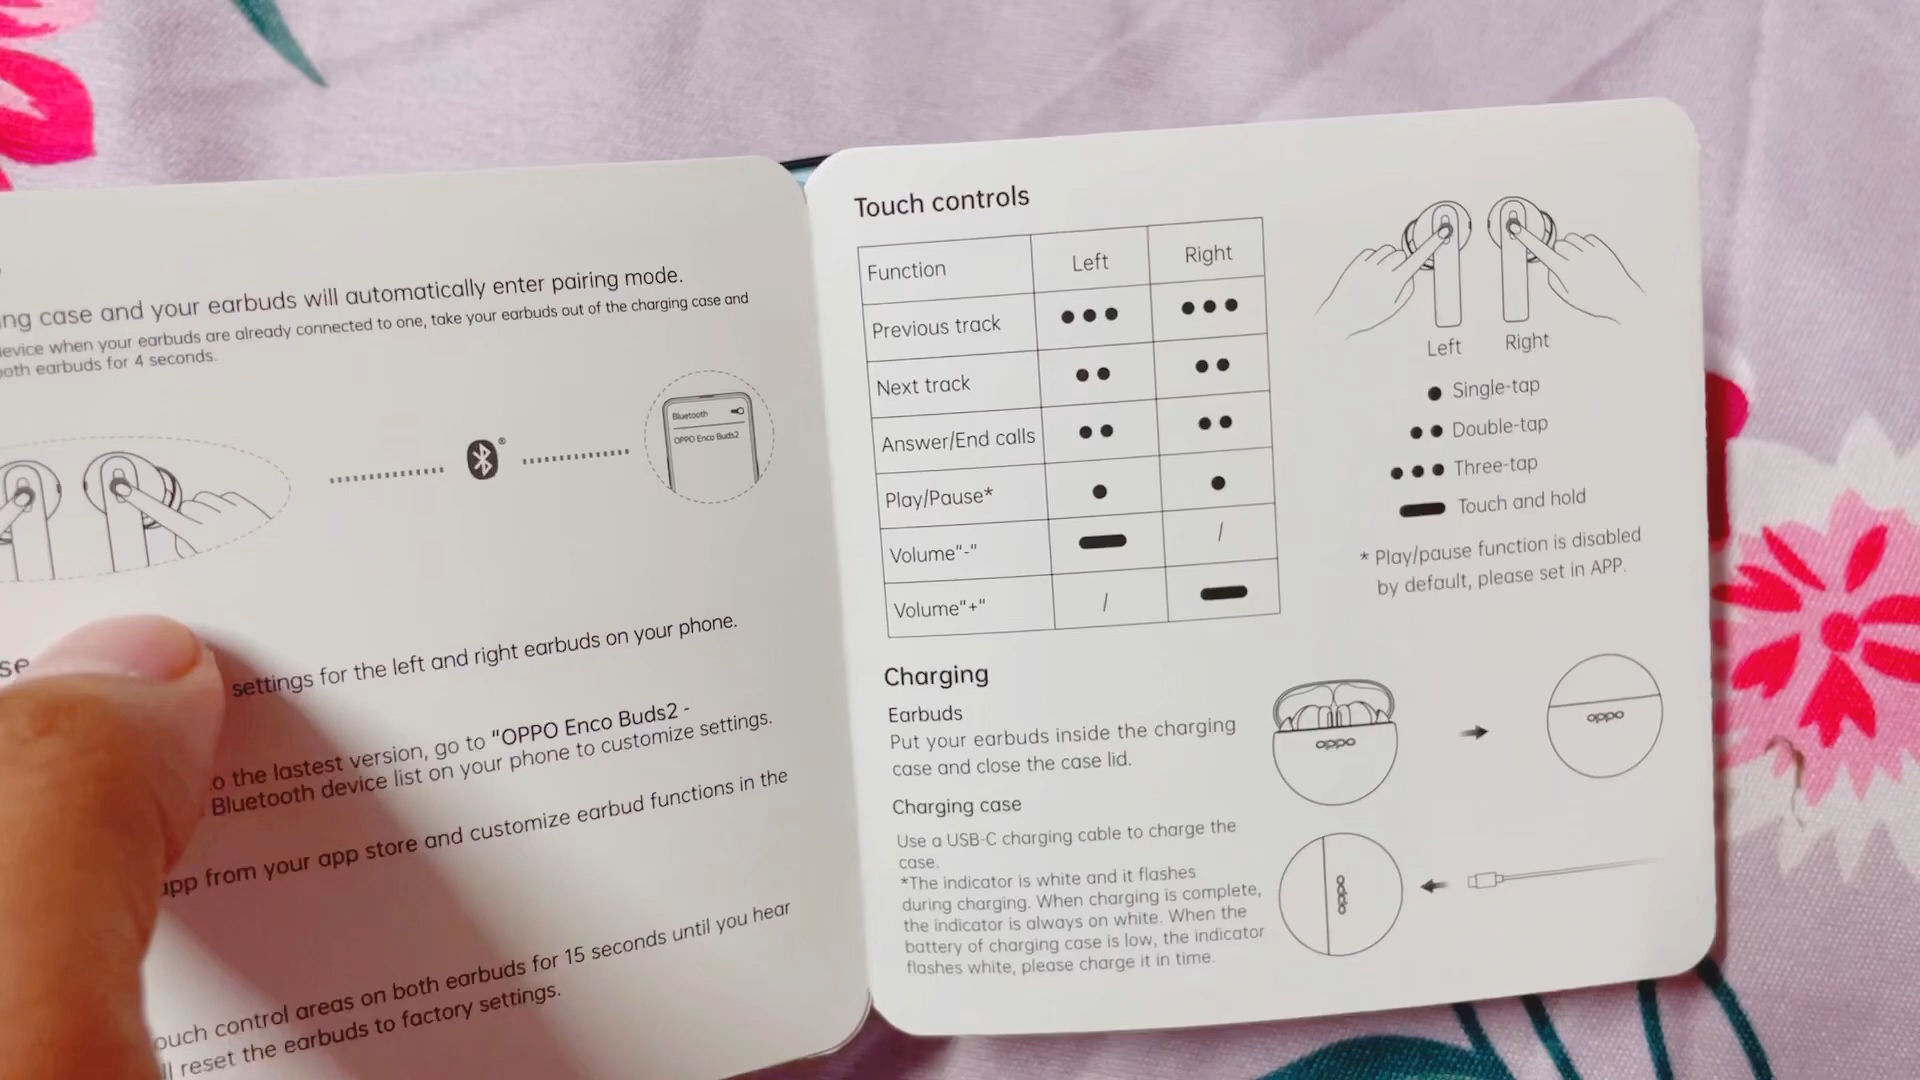 ng case and your earbuds will automatically enter pairing mode.
device when your earbuds are already connected to one, take your earbuds out of the charging case and
both earbuds for 4 seconds.
Bluetooth
OPPO Enco Buds2
se
settings for the left and right earbuds on your phone.
o the lastest version, go to "OPPO Enco Buds2 -
Bluetooth device list on your phone to customize settings.
app from your app store and customize earbud functions in the
ouch control areas on both earbuds for 15 seconds until you hear
ll reset the earbuds to factory settings.
Touch controls
Function Left Right
Previous track ●●● ●●●
Next track ●● ●●
Answer/End calls ●● ●●
Play/Pause* ● ●
Volume"-" /
Volume"+" /
Left Right
● Single-tap
●● Double-tap
●●● Three-tap
Touch and hold
* Play/pause function is disabled
by default, please set in APP.
Charging
Earbuds
Put your earbuds inside the charging
case and close the case lid.
oppo
oppo
Charging case
Use a USB-C charging cable to charge the
case.
*The indicator is white and it flashes
during charging. When charging is complete,
the indicator is always on white. When the
battery of charging case is low, the indicator
flashes white, please charge it in time.